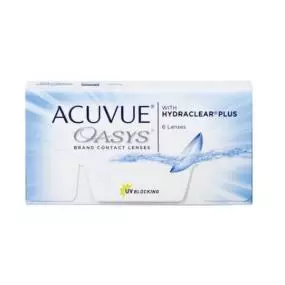 ACUVUE®
OASYS®
BRAND CONTACT LENSES
WITH
HYDRACLEAR® PLUS
6 Lenses
UV BLOCKING